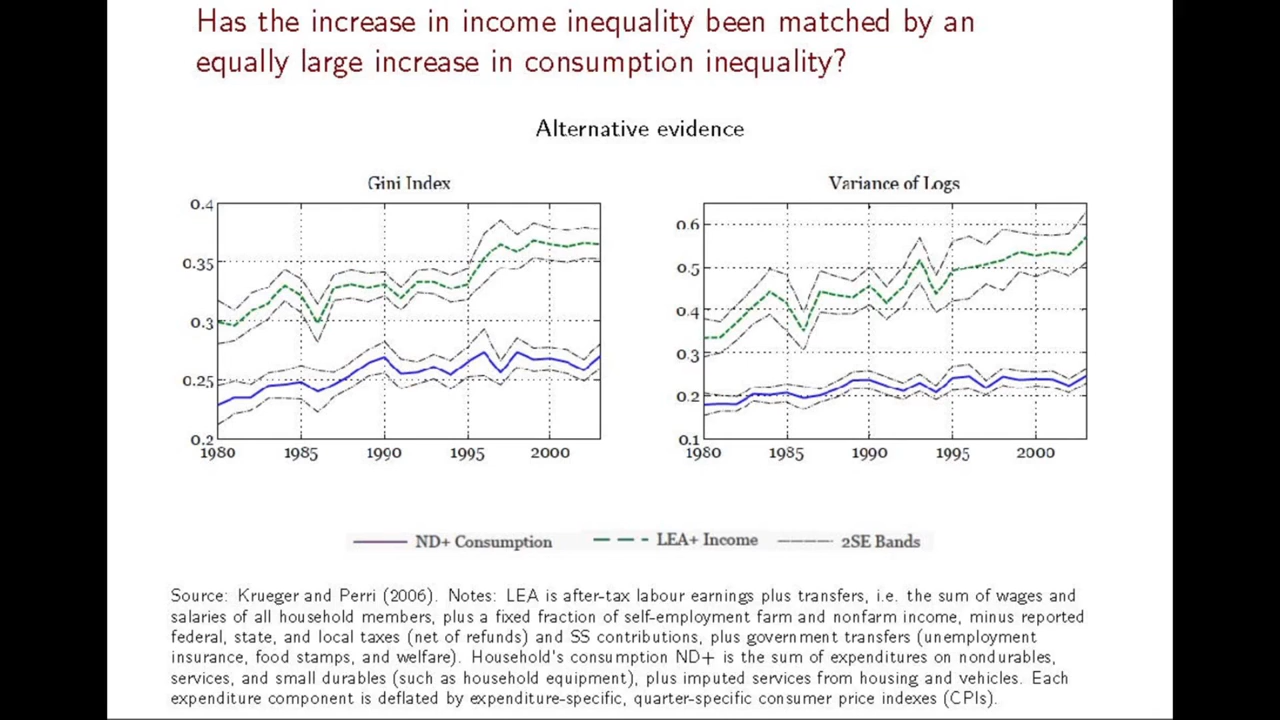 Has the increase in income inequality been matched by an
equally large increase in consumption inequality?
Alternative evidence
Gini Index
0.4
0.35
0.3
0.25
0.2
1980 1985 1990 1995 2000
Variance of Logs
0.6
0.5
0.4
0.3
0.2
0.1
1980 1985 1990 1995 2000
ND+ Consumption LEA+ Income 2SE Bands
Source: Krueger and Perri (2006). Notes: LEA is after-tax labour earnings plus transfers, i.e. the sum of wages and
salaries of all household members, plus a fixed fraction of self-employment farm and nonfarm income, minus reported
federal, state, and local taxes (net of refunds) and SS contributions, plus government transfers (unemployment
insurance, food stamps, and welfare). Household's consumption ND+ is the sum of expenditures on nondurables,
services, and small durables (such as household equipment), plus imputed services from housing and vehicles. Each
expenditure component is deflated by expenditure-specific, quarter-specific consumer price indexes (CPIs).